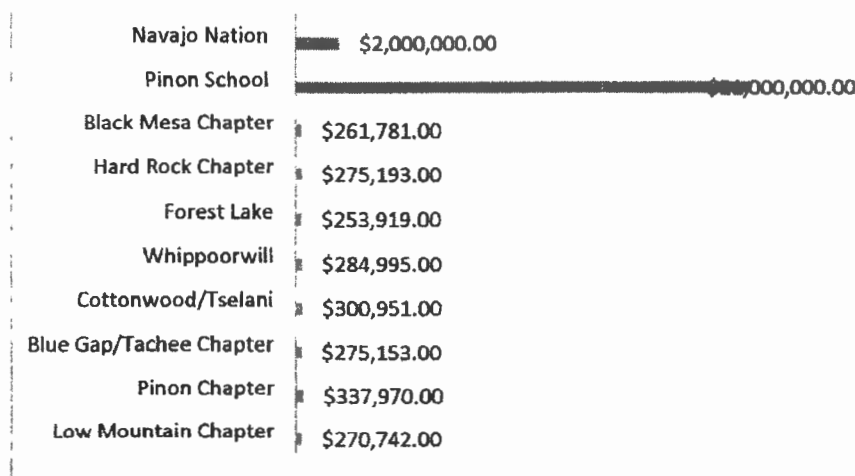 Navajo Nation $2,000,000.00
Pinon School
Black Mesa Chapter $261,781.00
Hard Rock Chapter $275,193.00
Forest Lake $253,919.00
Whippoorwill $284,995.00
Cottonwood/Tselani $300,951.00
Blue Gap/Tachee Chapter $275,153.00
Pinon Chapter $337,970.00
Low Mountain Chapter $270,742.00